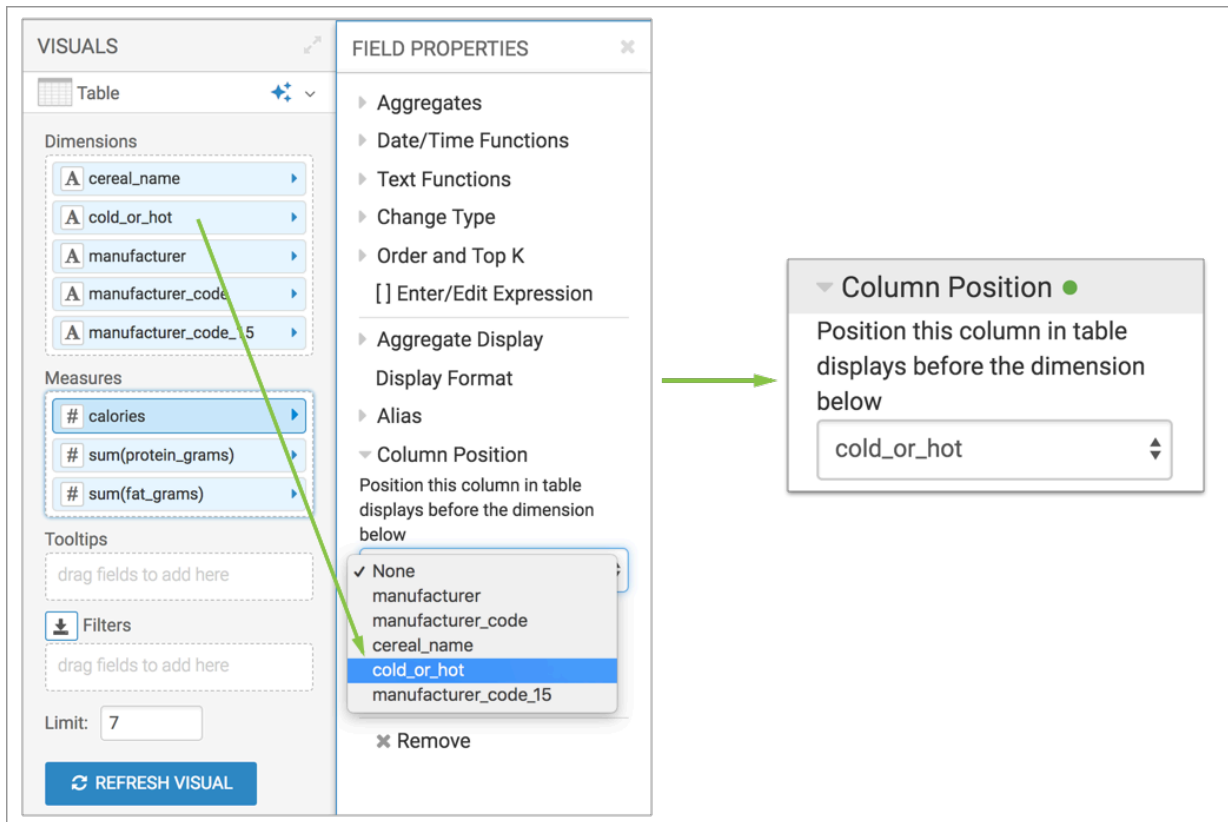 VISUALS
Table
Dimensions
A cereal_name
A cold_or_hot
A manufacturer
A manufacturer_code
A manufacturer_code_15
Measures
# calories
# sum(protein_grams)
# sum(fat_grams)
Tooltips
drag fields to add here
Filters
drag fields to add here
Limit: 7
REFRESH VISUAL
FIELD PROPERTIES
Aggregates
Date/Time Functions
Text Functions
Change Type
Order and Top K
[ ] Enter/Edit Expression
Aggregate Display
Display Format
Alias
Column Position
Position this column in table
displays before the dimension
below
✓ None
manufacturer
manufacturer_code
cereal_name
cold_or_hot
manufacturer_code_15
Remove
Column Position
Position this column in table
displays before the dimension
below
cold_or_hot